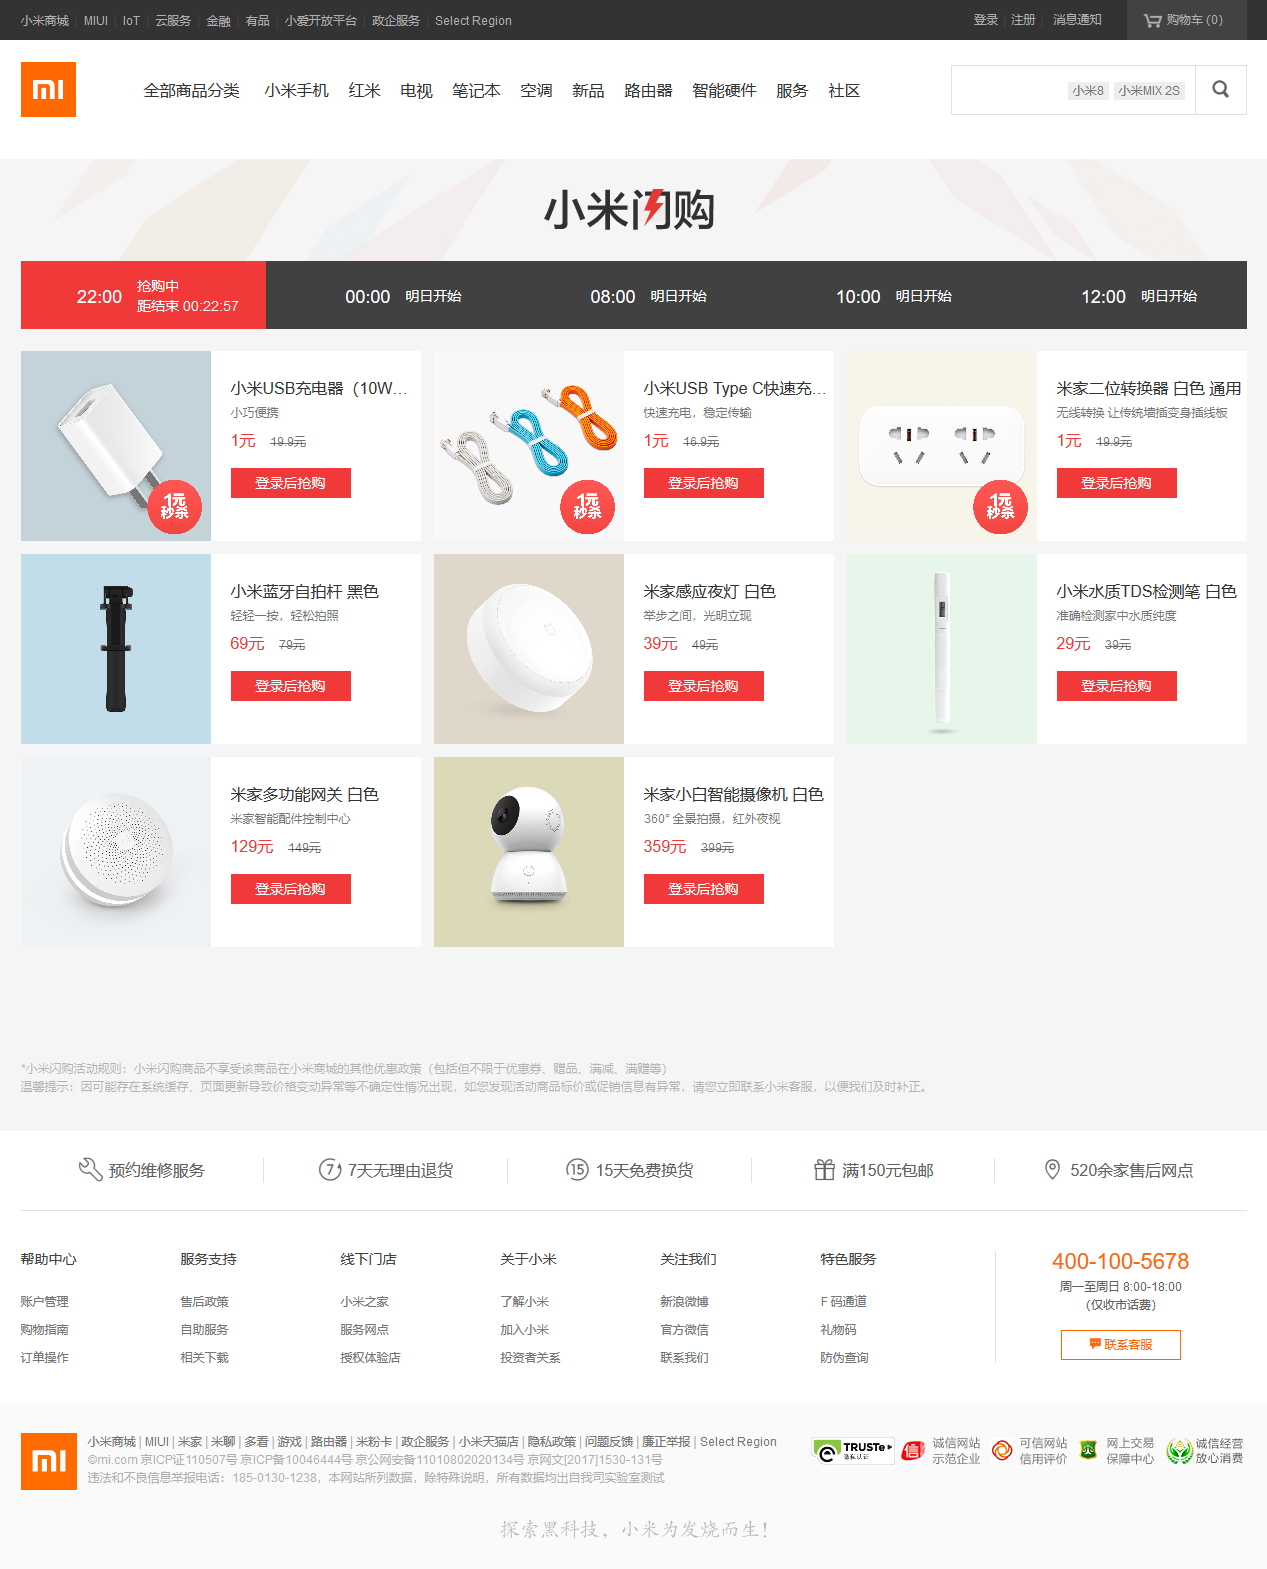 小米商城 | MIUI | IoT | 云服务 | 金融 | 有品 | 小爱开放平台 | 政企服务 | Select Region
登录 | 注册 | 消息通知
购物车 (0)
mi
全部商品分类 小米手机 红米 电视 笔记本 空调 新品 路由器 智能硬件 服务 社区
小米8 小米MIX 2S
小米闪购
22:00 抢购中
距结束 00:22:57
00:00 明日开始
08:00 明日开始
10:00 明日开始
12:00 明日开始
小米USB充电器（10W...
小巧便携
1元 19.9元
登录后抢购
1元
秒杀
小米USB Type C快速充...
快速充电，稳定传输
1元 16.9元
登录后抢购
1元
秒杀
米家二位转换器 白色 通用
无线转换 让传统墙插变身插线板
1元 19.9元
登录后抢购
1元
秒杀
小米蓝牙自拍杆 黑色
轻轻一按，轻松拍照
69元 79元
登录后抢购
米家感应夜灯 白色
举步之间，光明立现
39元 49元
登录后抢购
小米水质TDS检测笔 白色
准确检测家中水质纯度
29元 39元
登录后抢购
米家多功能网关 白色
米家智能配件控制中心
129元 149元
登录后抢购
米家小白智能摄像机 白色
360° 全景拍摄，红外夜视
359元 399元
登录后抢购
*小米闪购活动规则：小米闪购商品不享受该商品在小米商城的其他优惠政策（包括但不限于优惠券、赠品、满减、满赠等）
温馨提示：因可能存在系统缓存、页面更新导致价格变动异常等不确定性情况出现，如您发现活动商品标价或促销信息有异常，请您立即联系小米客服，以便我们及时补正。
预约维修服务
7 7天无理由退货
15 15天免费换货
满150元包邮
520余家售后网点
帮助中心 服务支持 线下门店 关于小米 关注我们 特色服务
账户管理 售后政策 小米之家 了解小米 新浪微博 F 码通道
购物指南 自助服务 服务网点 加入小米 官方微信 礼物码
订单操作 相关下载 授权体验店 投资者关系 联系我们 防伪查询
400-100-5678
周一至周日 8:00-18:00
（仅收市话费）
联系客服
mi
小米商城 | MIUI | 米家 | 米聊 | 多看 | 游戏 | 路由器 | 米粉卡 | 政企服务 | 小米天猫店 | 隐私政策 | 问题反馈 | 廉正举报 | Select Region
©mi.com 京ICP证110507号 京ICP备10046444号 京公网安备11010802020134号 京网文[2017]1530-131号
违法和不良信息举报电话：185-0130-1238，本网站所列数据，除特殊说明，所有数据均出自我司实验室测试
TRUSTe
隐私认证
诚信网站
示范企业
可信网站
信用评价
网上交易
保障中心
诚信经营
放心消费
探索黑科技，小米为发烧而生！